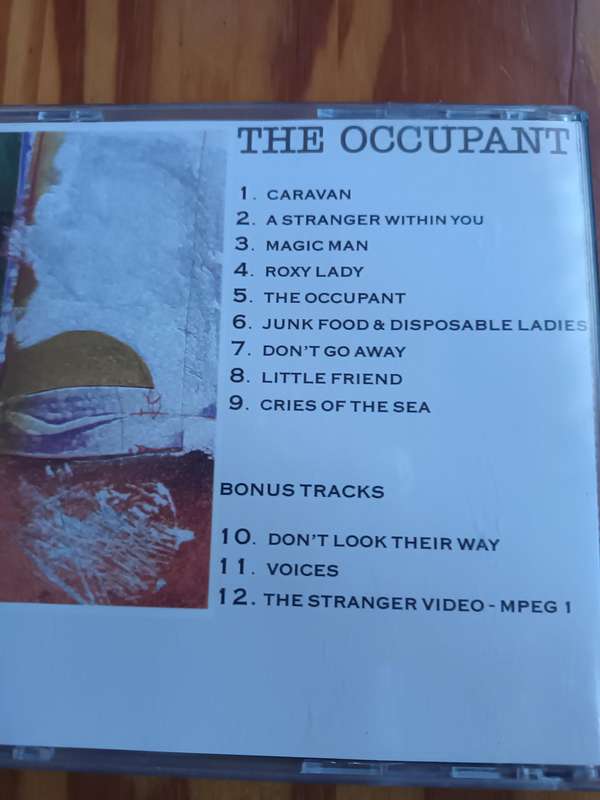 THE OCCUPANT
1. CARAVAN
2. A STRANGER WITHIN YOU
3. MAGIC MAN
4. ROXY LADY
5. THE OCCUPANT
6. JUNK FOOD & DISPOSABLE LADIES
7. DON'T GO AWAY
8. LITTLE FRIEND
9. CRIES OF THE SEA
BONUS TRACKS
10. DON'T LOOK THEIR WAY
11. VOICES
12. THE STRANGER VIDEO - MPEG 1